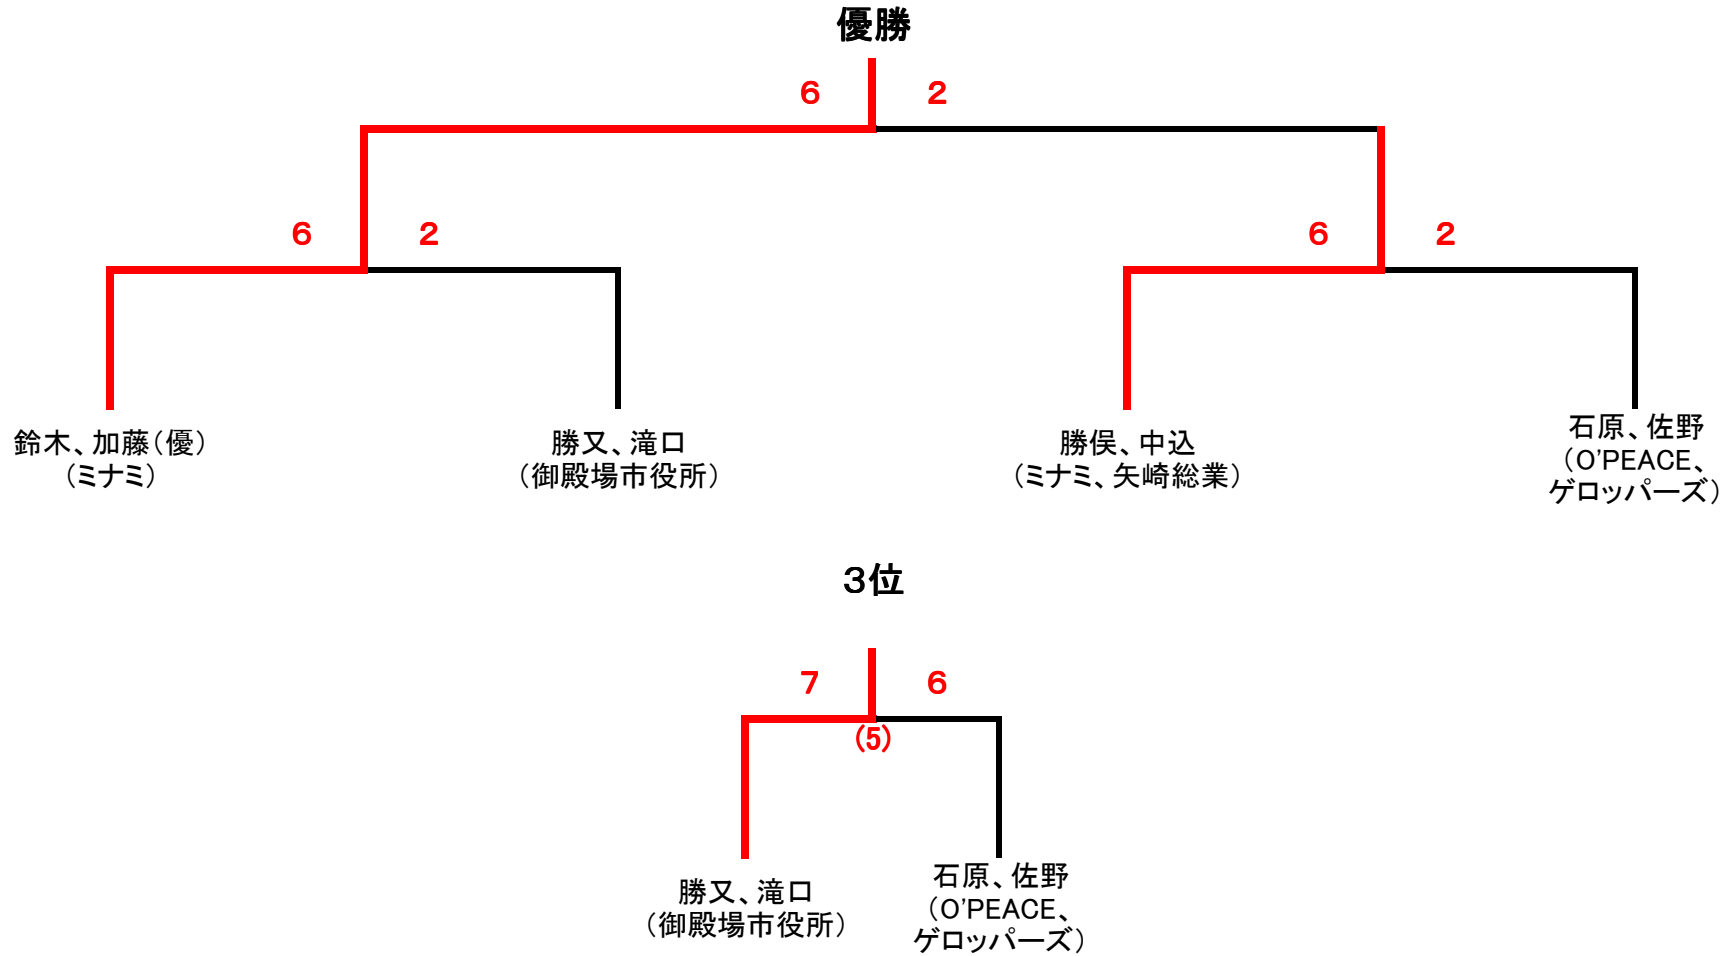 優勝
6 2
6 2
6 2
鈴木、加藤(優)
(ミナミ)
勝又、滝口
(御殿場市役所)
勝俣、中込
(ミナミ、矢崎総業)
石原、佐野
(O'PEACE、
ゲロッパーズ)
3位
7 6
(5)
勝又、滝口
(御殿場市役所)
石原、佐野
(O'PEACE、
ゲロッパーズ)